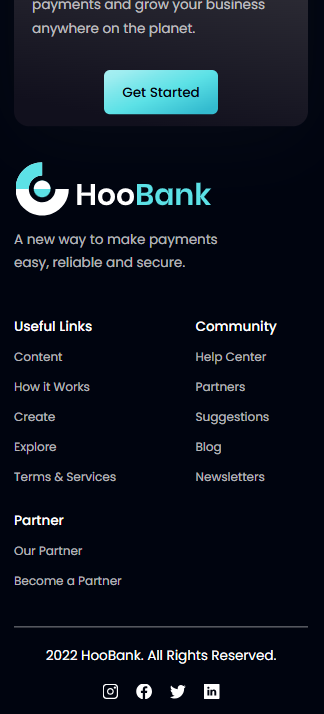 payments and grow your business
anywhere on the planet.
Get Started
HooBank
A new way to make payments
easy, reliable and secure.
Useful Links
Content
How it Works
Create
Explore
Terms & Services
Community
Help Center
Partners
Suggestions
Blog
Newsletters
Partner
Our Partner
Become a Partner
2022 HooBank. All Rights Reserved.